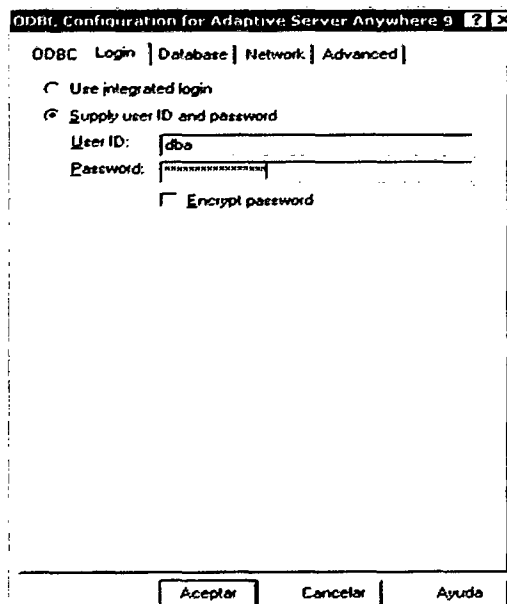 ODBC Configuration for Adaptive Server Anywhere 9
ODBC Login Database Network Advanced
Use integrated login
Supply user ID and password
User ID: dba
Password: ****************
Encrypt password
Aceptar Cancelar Ayuda